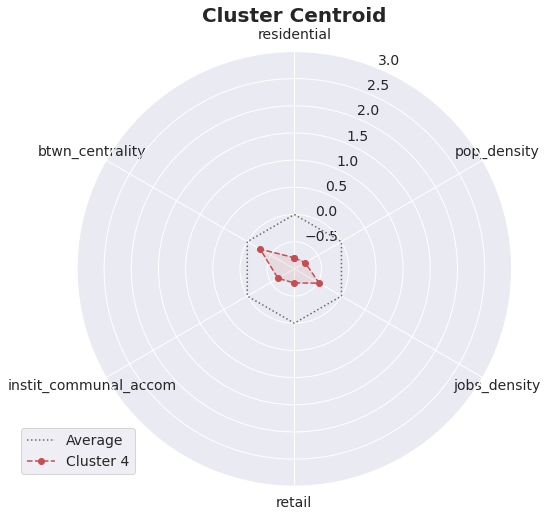 Cluster Centroid
residential
3.0
2.5
2.0
1.5
1.0
0.5
0.0
−0.5
btwn_centrality
pop_density
instit_communal_accom
jobs_density
retail
Average
Cluster 4